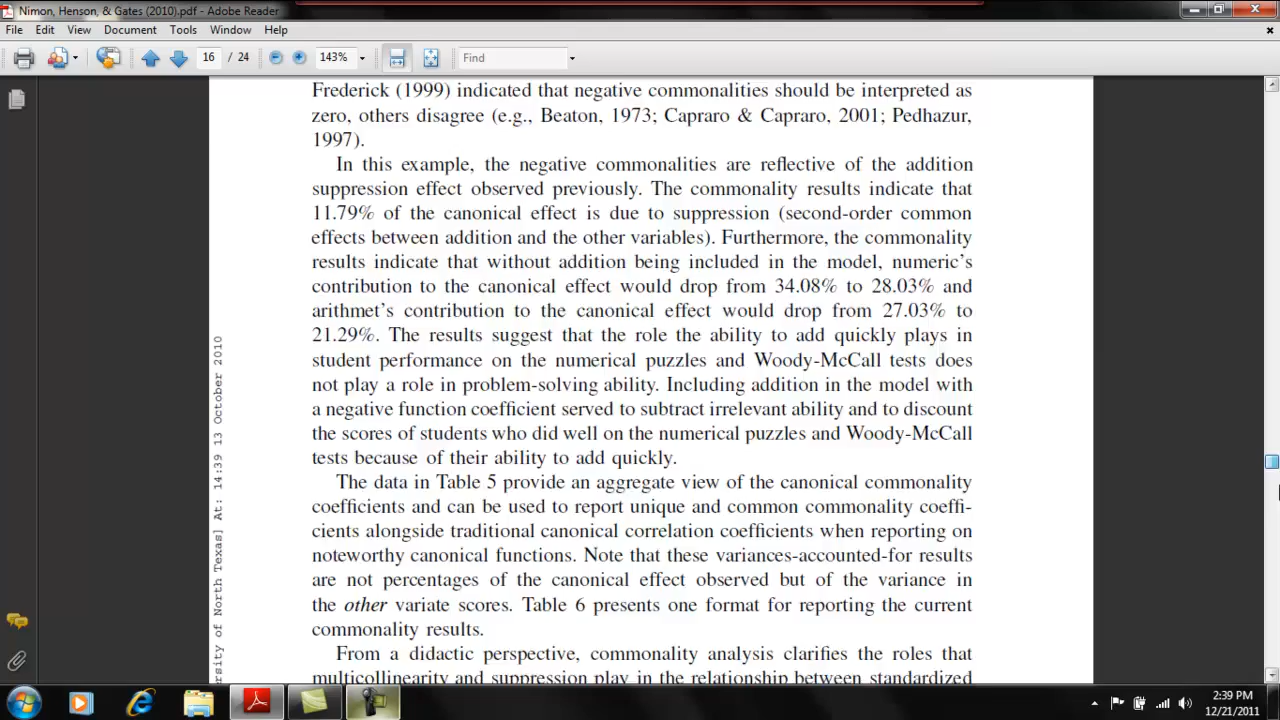 Nimon, Henson, & Gates (2010).pdf - Adobe Reader
File Edit View Document Tools Window Help
16 / 24 143% Find
Frederick (1999) indicated that negative commonalities should be interpreted as
zero, others disagree (e.g., Beaton, 1973; Capraro & Capraro, 2001; Pedhazur,
1997).
In this example, the negative commonalities are reflective of the addition
suppression effect observed previously. The commonality results indicate that
11.79% of the canonical effect is due to suppression (second-order common
effects between addition and the other variables). Furthermore, the commonality
results indicate that without addition being included in the model, numeric's
contribution to the canonical effect would drop from 34.08% to 28.03% and
arithmet's contribution to the canonical effect would drop from 27.03% to
21.29%. The results suggest that the role the ability to add quickly plays in
student performance on the numerical puzzles and Woody-McCall tests does
not play a role in problem-solving ability. Including addition in the model with
a negative function coefficient served to subtract irrelevant ability and to discount
the scores of students who did well on the numerical puzzles and Woody-McCall
tests because of their ability to add quickly.
The data in Table 5 provide an aggregate view of the canonical commonality
coefficients and can be used to report unique and common commonality coeffi-
cients alongside traditional canonical correlation coefficients when reporting on
noteworthy canonical functions. Note that these variances-accounted-for results
are not percentages of the canonical effect observed but of the variance in
the other variate scores. Table 6 presents one format for reporting the current
commonality results.
From a didactic perspective, commonality analysis clarifies the roles that
multicollinearity and suppression play in the relationship between standardized
ersity of North Texas] At: 14:39 13 October 2010
2:39 PM
12/21/2011